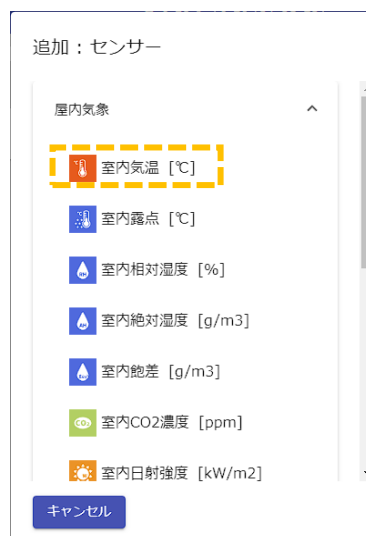 追加：センサー
屋内気象
室内気温 [℃]
室内露点 [℃]
室内相対湿度 [%]
室内絶対湿度 [g/m3]
室内飽差 [g/m3]
CO2
室内CO2濃度 [ppm]
室内日射強度 [kW/m2]
キャンセル